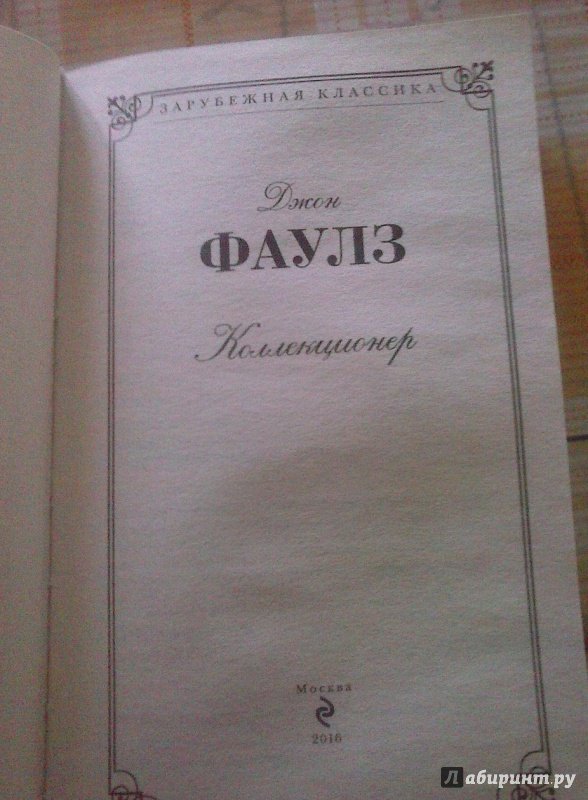 ЗАРУБЕЖНАЯ КЛАССИКА
Джон
ФАУЛЗ
Коллекционер
Москва
2016
Лабиринт.ру